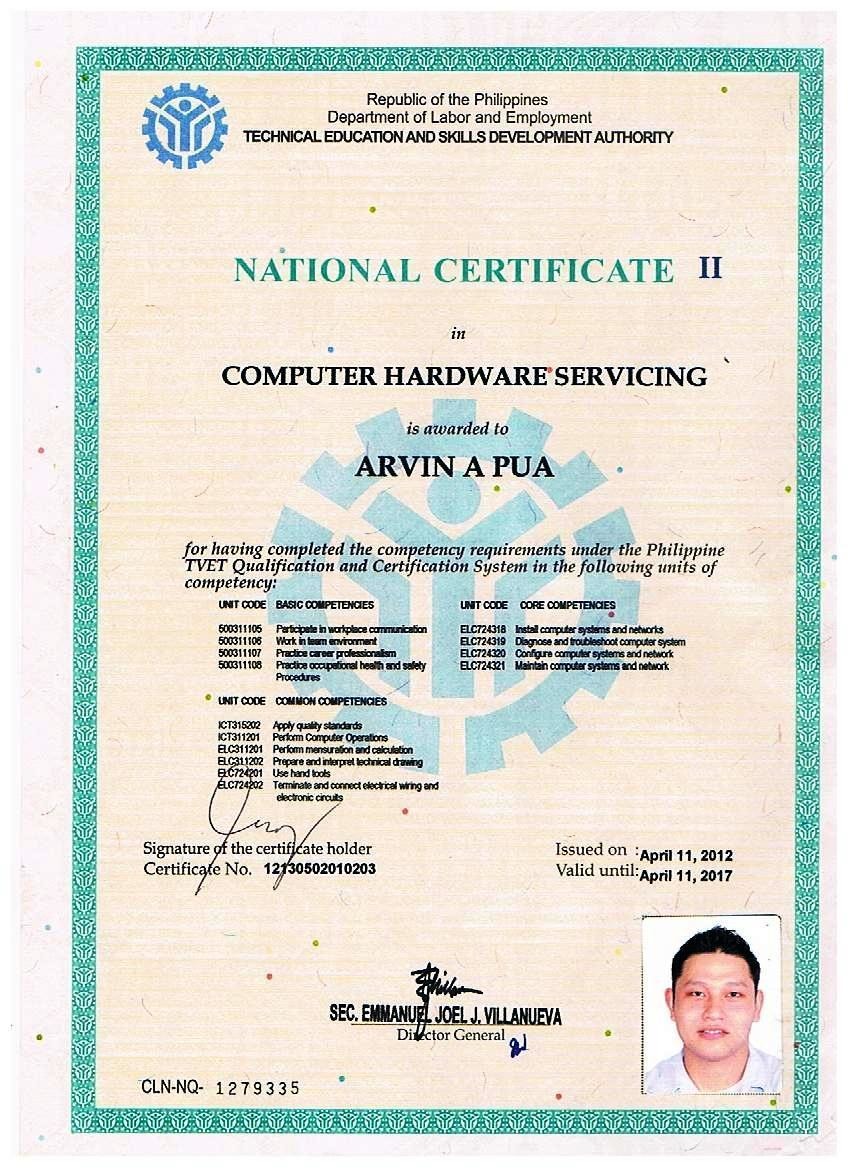 Republic of the Philippines
Department of Labor and Employment
TECHNICAL EDUCATION AND SKILLS DEVELOPMENT AUTHORITY
NATIONAL CERTIFICATE II
in
COMPUTER HARDWARE SERVICING
is awarded to
ARVIN A PUA
for having completed the competency requirements under the Philippine
TVET Qualification and Certification System in the following units of
competency:
UNIT CODE BASIC COMPETENCIES
500311105 Participate in workplace communication
500311106 Work in team environment
500311107 Practice career professionalism
500311108 Practice occupational health and safety
Procedures
UNIT CODE CORE COMPETENCIES
ELC724318 Install computer systems and networks
ELC724319 Diagnose and troubleshoot computer system
ELC724320 Configure computer systems and network
ELC724321 Maintain computer systems and network
UNIT CODE COMMON COMPETENCIES
ICT315202 Apply quality standards
ICT311201 Perform Computer Operations
ELC311201 Perform mensuration and calculation
ELC311202 Prepare and interpret technical drawing
ELC724201 Use hand tools
ELC724202 Terminate and connect electrical wiring and
electronic circuits
Signature of the certificate holder
Certificate No. 12130502010203
Issued on : April 11, 2012
Valid until: April 11, 2017
SEC. EMMANUEL JOEL J. VILLANUEVA
Director General
CLN-NQ- 1279335